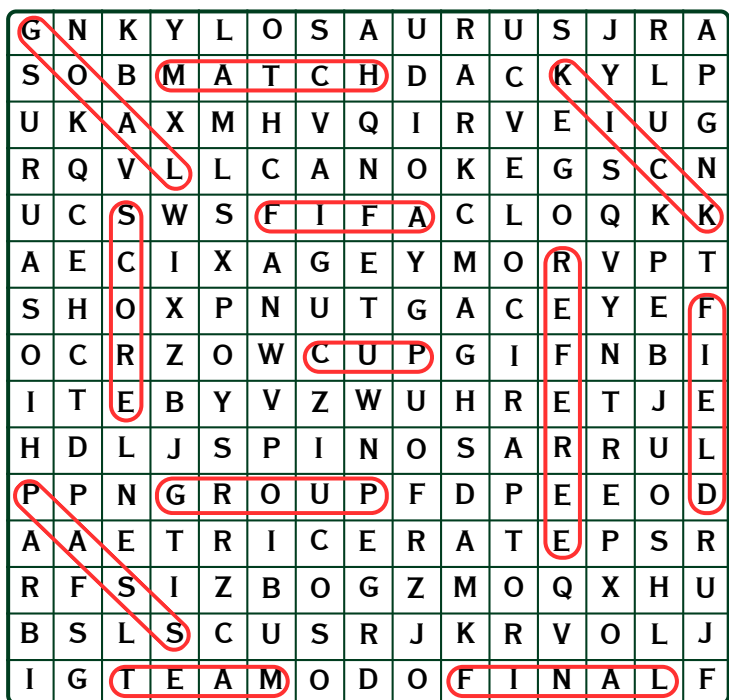 G N K Y L O S A U R U S J R A
S O B M A T C H D A C K Y L P
U K A X M H V Q I R V E I U G
R Q V L L C A N O K E G S C N
U C S W S F I F A C L O Q K K
A E C I X A G E Y M O R V P T
S H O X P N U T G A C E Y E F
O C R Z O W C U P G I F N B I
I T E B Y V Z W U H R E T J E
H D L J S P I N O S A R R U L
P P N G R O U P F D P E E O D
A A E T R I C E R A T E P S R
R F S I Z B O G Z M O Q X H U
B S L S C U S R J K R V O L J
I G T E A M O D O F I N A L F